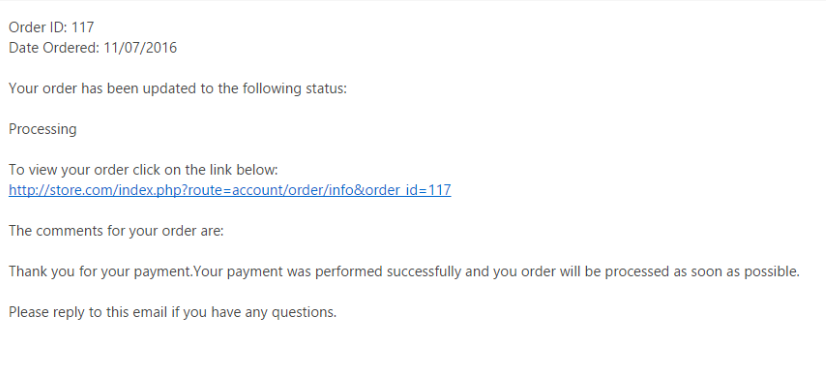 Order ID: 117
Date Ordered: 11/07/2016
Your order has been updated to the following status:
Processing
To view your order click on the link below:
http://store.com/index.php?route=account/order/info&order_id=117
The comments for your order are:
Thank you for your payment.Your payment was performed successfully and you order will be processed as soon as possible.
Please reply to this email if you have any questions.